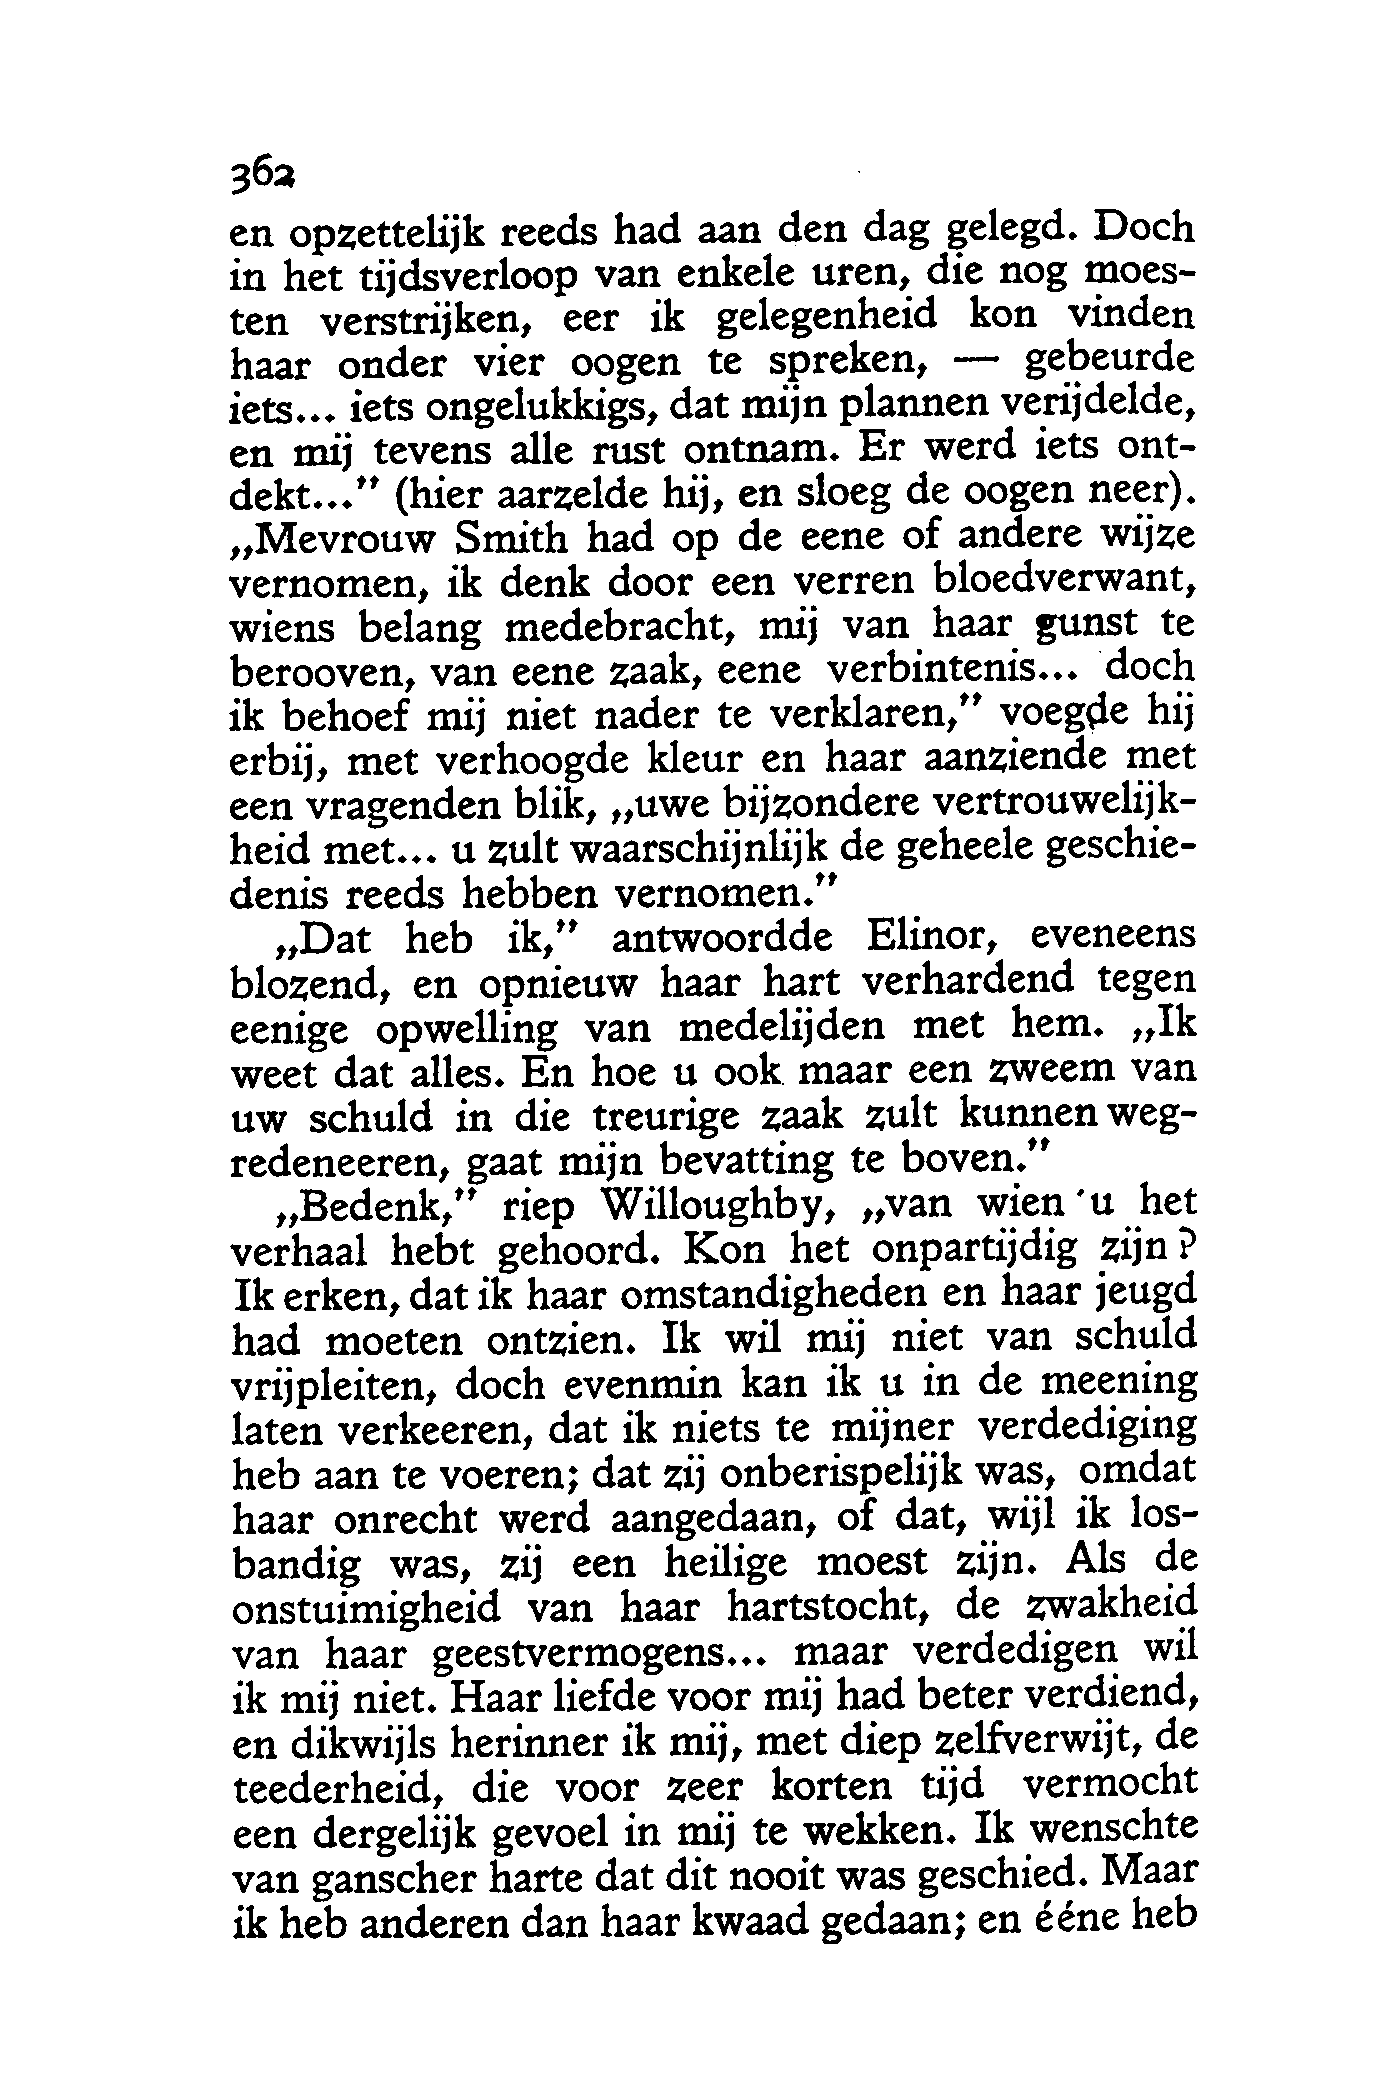 362
en opzettelijk reeds had aan den dag gelegd. Doch
in het tijdsverloop van enkele uren, die nog moes-
ten verstrijken, eer ik gelegenheid kon vinden
haar onder vier oogen te spreken, — gebeurde
iets... iets ongelukkigs, dat mijn plannen verijdelde,
en mij tevens alle rust ontnam. Er werd iets ont-
dekt...” (hier aarzelde hij, en sloeg de oogen neer).
„Mevrouw Smith had op de eene of andere wijze
vernomen, ik denk door een verren bloedverwant,
wiens belang medebracht, mij van haar gunst te
berooven, van eene zaak, eene verbintenis... doch
ik behoef mij niet nader te verklaren,” voegde hij
erbij, met verhoogde kleur en haar aanziende met
een vragenden blik, „uwe bijzondere vertrouwelijk-
heid met... u zult waarschijnlijk de geheele geschie-
denis reeds hebben vernomen.”
„Dat heb ik,” antwoordde Elinor, eveneens
blozend, en opnieuw haar hart verhardend tegen
eenige opwelling van medelijden met hem. „Ik
weet dat alles. En hoe u ook maar een zweem van
uw schuld in die treurige zaak zult kunnen weg-
redeneeren, gaat mijn bevatting te boven.”
„Bedenk,” riep Willoughby, „van wien u het
verhaal hebt gehoord. Kon het onpartijdig zijn?
Ik erken, dat ik haar omstandigheden en haar jeugd
had moeten ontzien. Ik wil mij niet van schuld
vrijpleiten, doch evenmin kan ik u in de meening
laten verkeeren, dat ik niets te mijner verdediging
heb aan te voeren; dat zij onberispelijk was, omdat
haar onrecht werd aangedaan, of dat, wijl ik los-
bandig was, zij een heilige moest zijn. Als de
onstuimigheid van haar hartstocht, de zwakheid
van haar geestvermogens... maar verdedigen wil
ik mij niet. Haar liefde voor mij had beter verdiend,
en dikwijls herinner ik mij, met diep zelfverwijt, de
teederheid, die voor zeer korten tijd vermocht
een dergelijk gevoel in mij te wekken. Ik wenschte
van ganscher harte dat dit nooit was geschied. Maar
ik heb anderen dan haar kwaad gedaan; en ééne heb